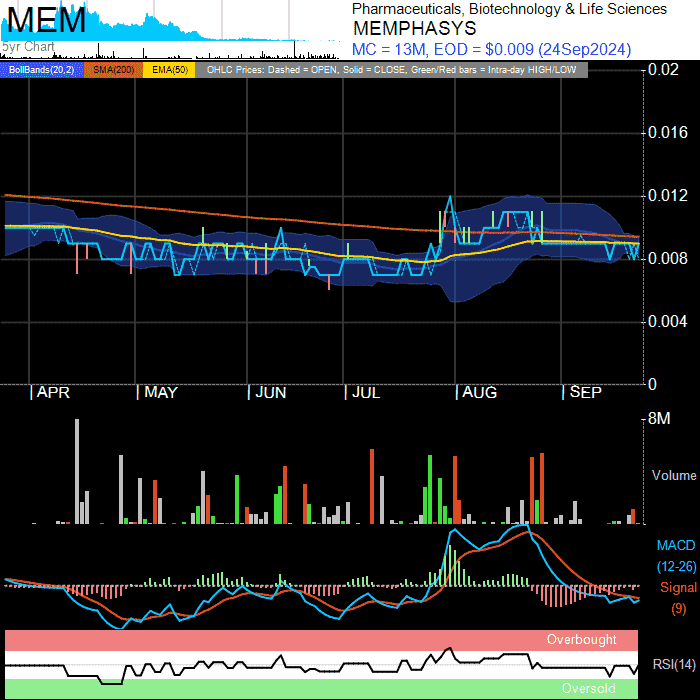 MEM
5yr Chart
Pharmaceuticals, Biotechnology & Life Sciences
MEMPHASYS
MC = 13M, EOD = $0.009 (24Sep2024)
BollBands(20,2) SMA(200) EMA(50) OHLC Prices: Dashed = OPEN, Solid = CLOSE, Green/Red bars = Intra-day HIGH/LOW
0.02
0.016
0.012
0.008
0.004
0
APR MAY JUN JUL AUG SEP
8M
Volume
MACD
(12-26)
Signal
(9)
Overbought
RSI(14)
Oversold